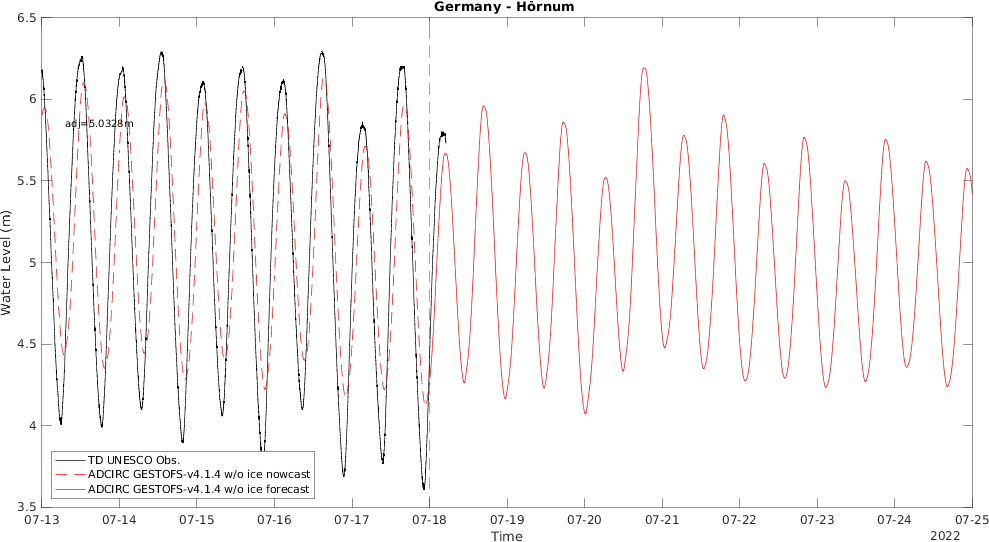 Germany - Hörnum
6.5
6
5.5
5
4.5
4
3.5
Water Level (m)
adj=5.0328m
TD UNESCO Obs.
ADCIRC GESTOFS-v4.1.4 w/o ice nowcast
ADCIRC GESTOFS-v4.1.4 w/o ice forecast
07-13 07-14 07-15 07-16 07-17 07-18 07-19 07-20 07-21 07-22 07-23 07-24 07-25
Time
2022